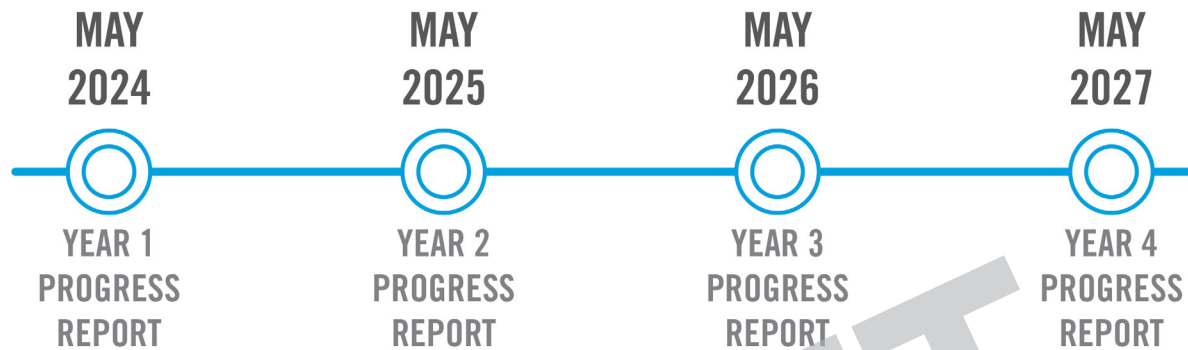 MAY
2024
MAY
2025
MAY
2026
MAY
2027
YEAR 1
PROGRESS
REPORT
YEAR 2
PROGRESS
REPORT
YEAR 3
PROGRESS
REPORT
YEAR 4
PROGRESS
REPORT